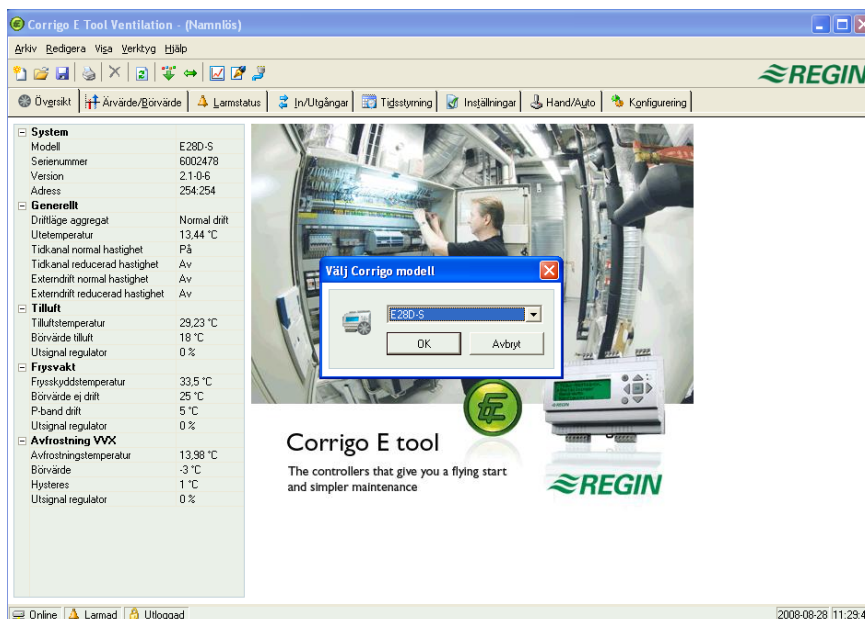 Corrigo E Tool Ventilation - (Namnlös)
Arkiv Redigera Visa Verktyg Hjälp
REGIN
Översikt Ärvärde/Börvärde Larmstatus In/Utgångar Tidsstyrning Inställningar Hand/Auto Konfigurering
System
Modell E28D-S
Serienummer 6002478
Version 2.1-0-6
Adress 254:254
Generellt
Driftläge aggregat Normal drift
Utetemperatur 13,44 °C
Tidkanal normal hastighet På
Tidkanal reducerad hastighet Av
Externdrift normal hastighet Av
Externdrift reducerad hastighet Av
Tilluft
Tilluftstemperatur 29,23 °C
Börvärde tilluft 18 °C
Utsignal regulator 0 %
Frysvakt
Frysskyddstemperatur 33,5 °C
Börvärde ej drift 25 °C
P-band drift 5 °C
Utsignal regulator 0 %
Avfrostning VVX
Avfrostningstemperatur 13,98 °C
Börvärde -3 °C
Hysteres 1 °C
Utsignal regulator 0 %
Välj Corrigo modell
E28D-S
OK Avbryt
Corrigo E tool
The controllers that give you a flying start
and simpler maintenance
REGIN
Online Larmad Utloggad 2008-08-28 11:29:4